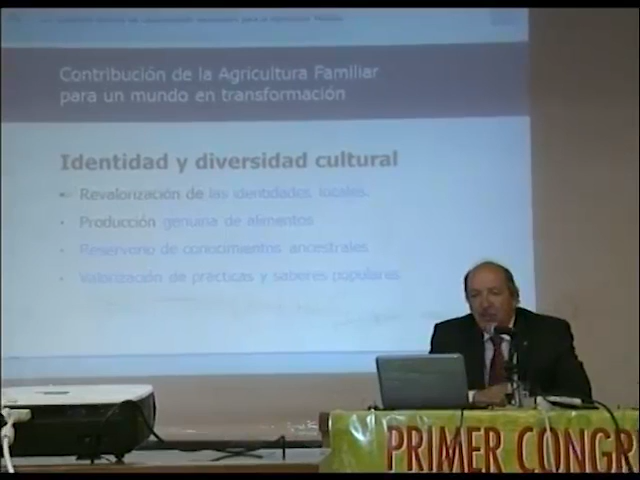 Contribución de la Agricultura Familiar
para un mundo en transformación
Identidad y diversidad cultural
Revalorización de las identidades locales.
Producción genuina de alimentos
Reservorio de conocimientos ancestrales
Valorización de prácticas y saberes populares
PRIMER CONGR